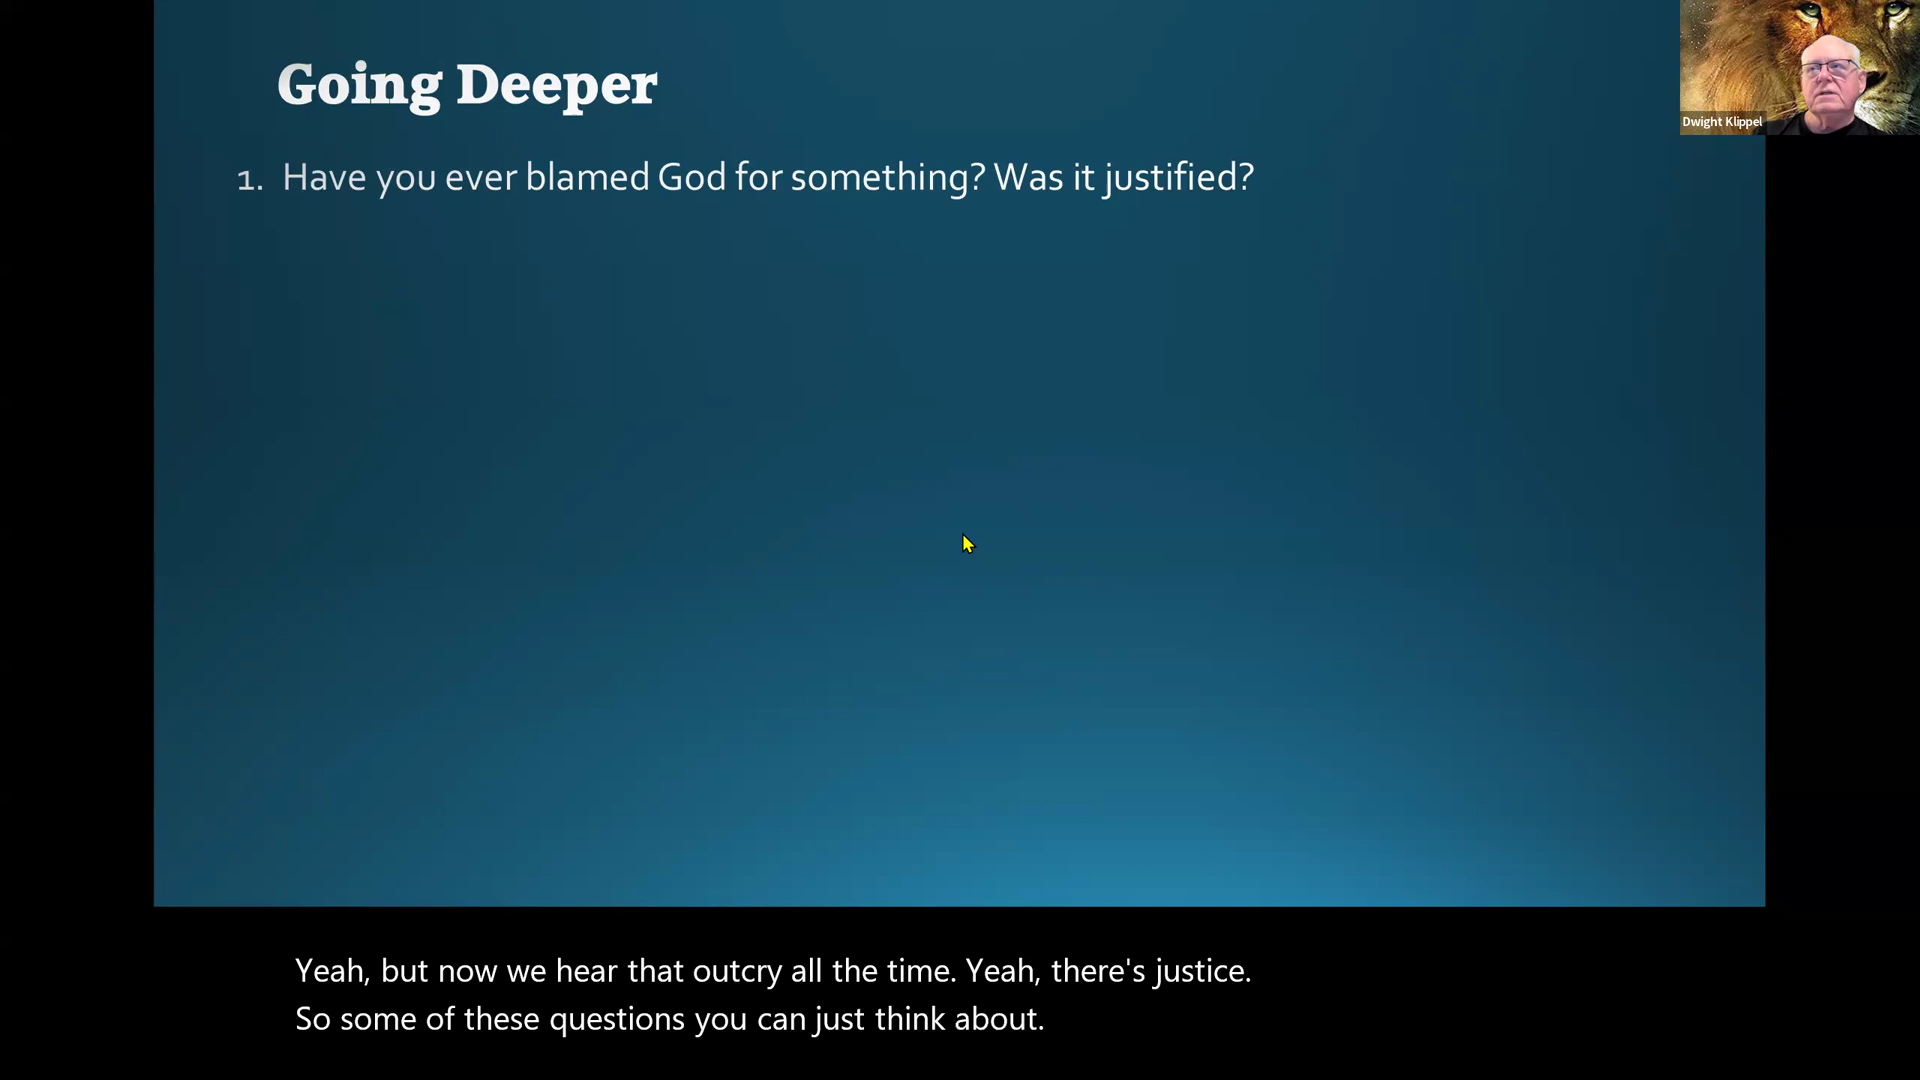 Going Deeper
1. Have you ever blamed God for something? Was it justified?
Dwight Klippel
Yeah, but now we hear that outcry all the time. Yeah, there's justice.
So some of these questions you can just think about.